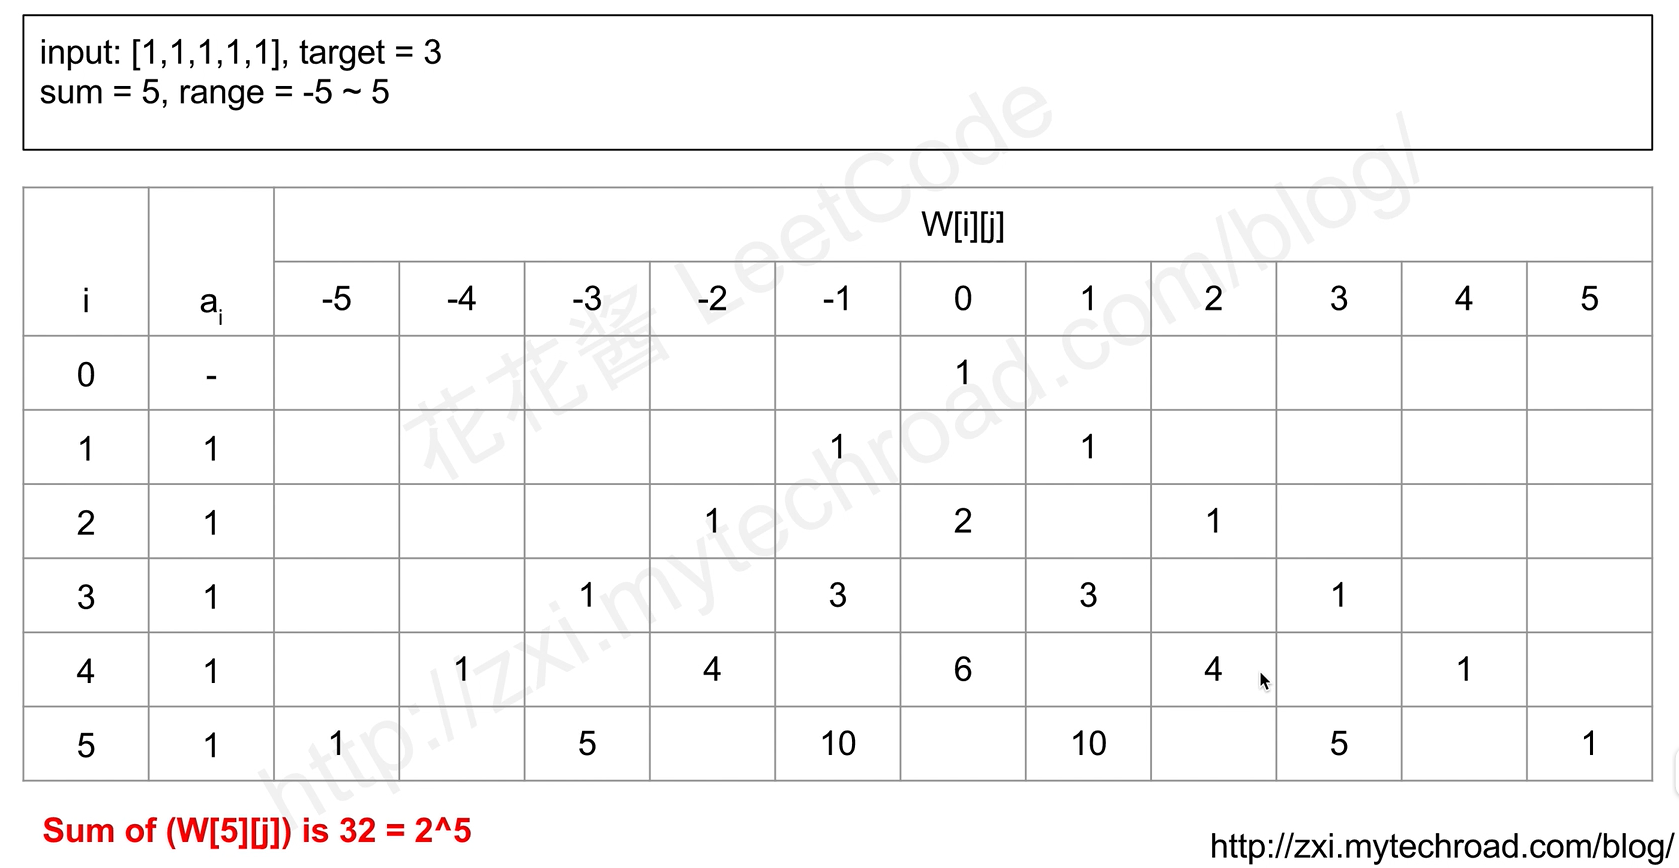 input: [1,1,1,1,1], target = 3
sum = 5, range = -5 ~ 5
W[i][j]
i ai -5 -4 -3 -2 -1 0 1 2 3 4 5
0 - 1
1 1 1 1
2 1 1 2 1
3 1 1 3 3 1
4 1 1 4 6 4 1
5 1 1 5 10 10 5 1
花花酱 LeetCode
http://zxi.mytechroad.com/blog/
Sum of (W[5][j]) is 32 = 2^5
http://zxi.mytechroad.com/blog/